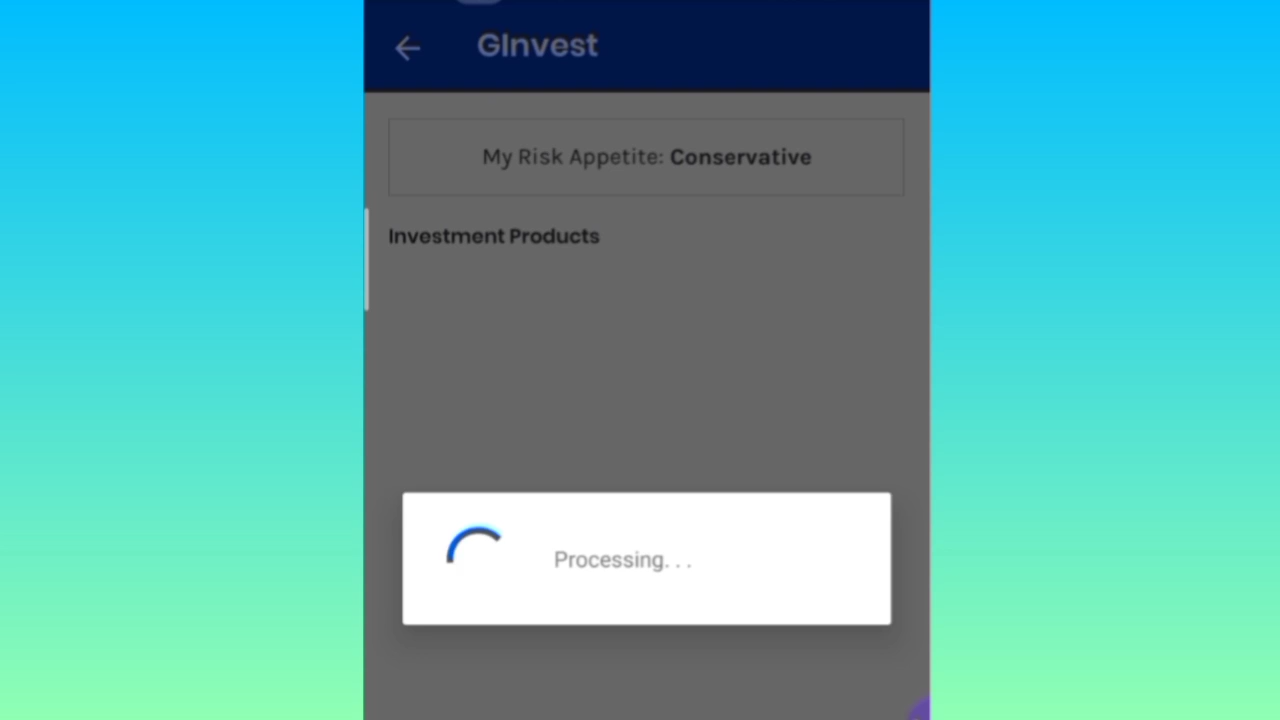 GInvest
My Risk Appetite: Conservative
Investment Products
Processing. . .